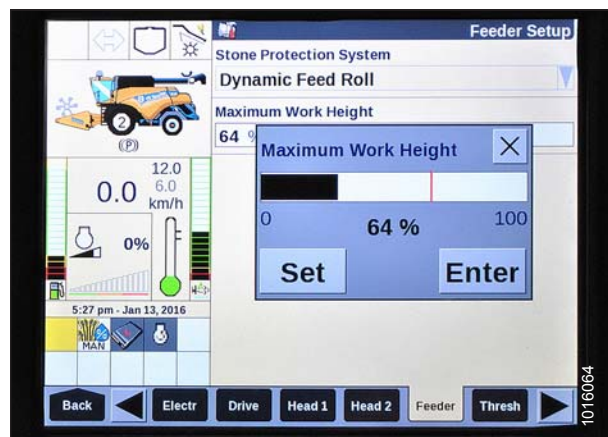 Feeder Setup
Stone Protection System
Dynamic Feed Roll
Maximum Work Height
64 %
Maximum Work Height
0
64 %
100
Set
Enter
2
(P)
12.0
6.0
0.0
km/h
0%
5:27 pm - Jan 13, 2016
MAN
Back
Electr
Drive
Head 1
Head 2
Feeder
Thresh
1016064